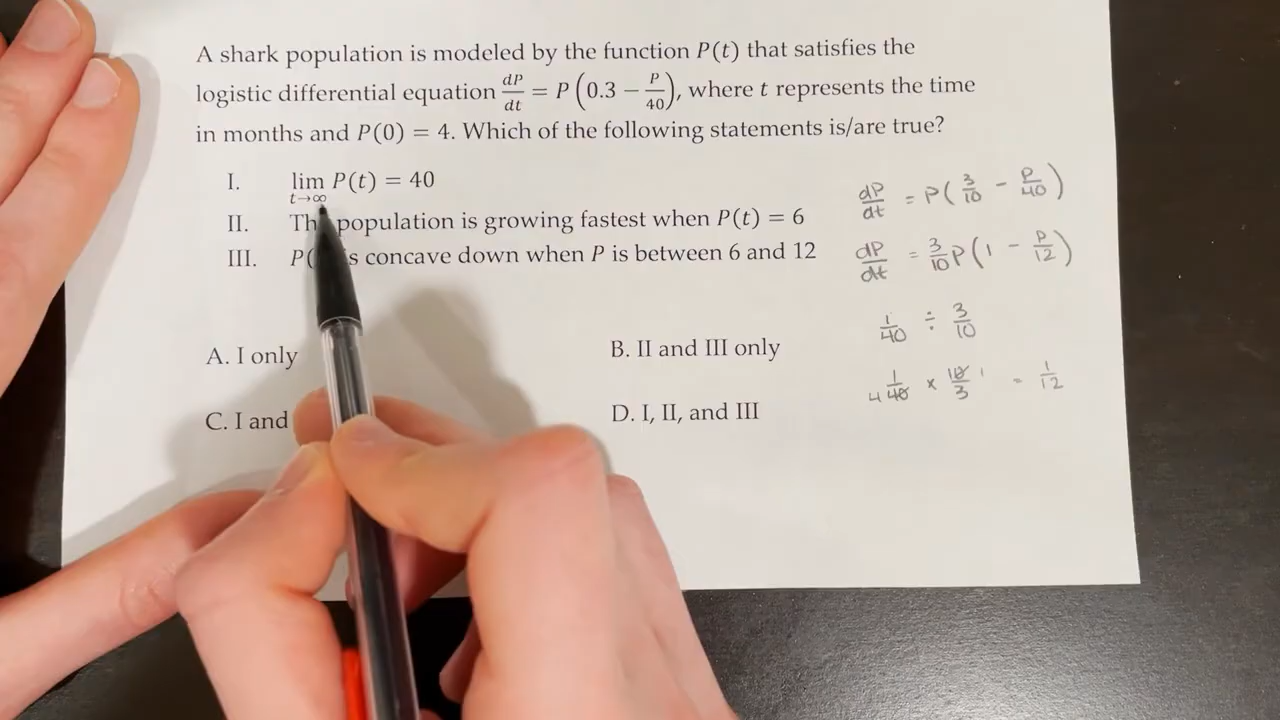 A shark population is modeled by the function P(t) that satisfies the
logistic differential equation dP/dt = P(0.3 − P/40), where t represents the time
in months and P(0) = 4. Which of the following statements is/are true?
I. lim t→∞ P(t) = 40
II. The population is growing fastest when P(t) = 6
III. P( s concave down when P is between 6 and 12
A. I only
B. II and III only
C. I and
D. I, II, and III
dP/dt = P(3/10 − P/40)
dP/dt = 3/10 P(1 − P/12)
1/40 ÷ 3/10
4 1/40 × 10/3 1 = 1/12